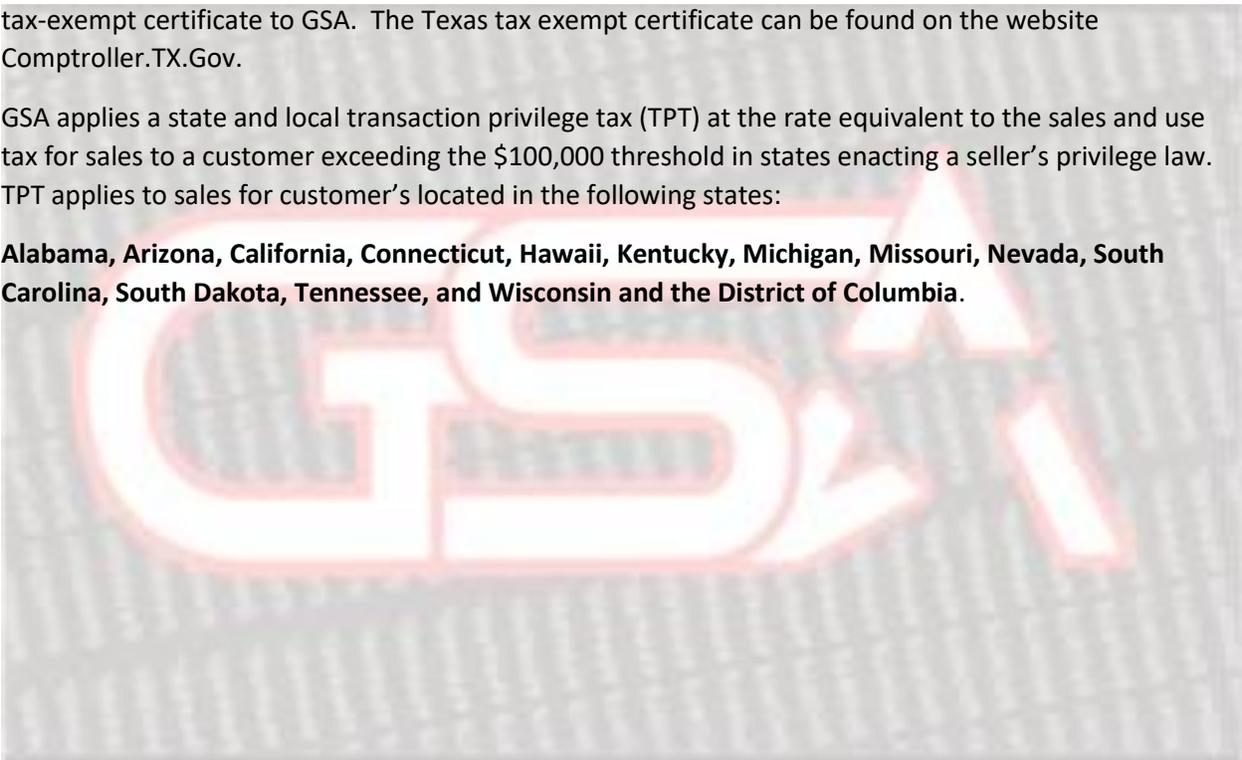 tax-exempt certificate to GSA.  The Texas tax exempt certificate can be found on the website
Comptroller.TX.Gov.
GSA applies a state and local transaction privilege tax (TPT) at the rate equivalent to the sales and use
tax for sales to a customer exceeding the $100,000 threshold in states enacting a seller’s privilege law.
TPT applies to sales for customer’s located in the following states:
Alabama, Arizona, California, Connecticut, Hawaii, Kentucky, Michigan, Missouri, Nevada, South
Carolina, South Dakota, Tennessee, and Wisconsin and the District of Columbia.
GSA